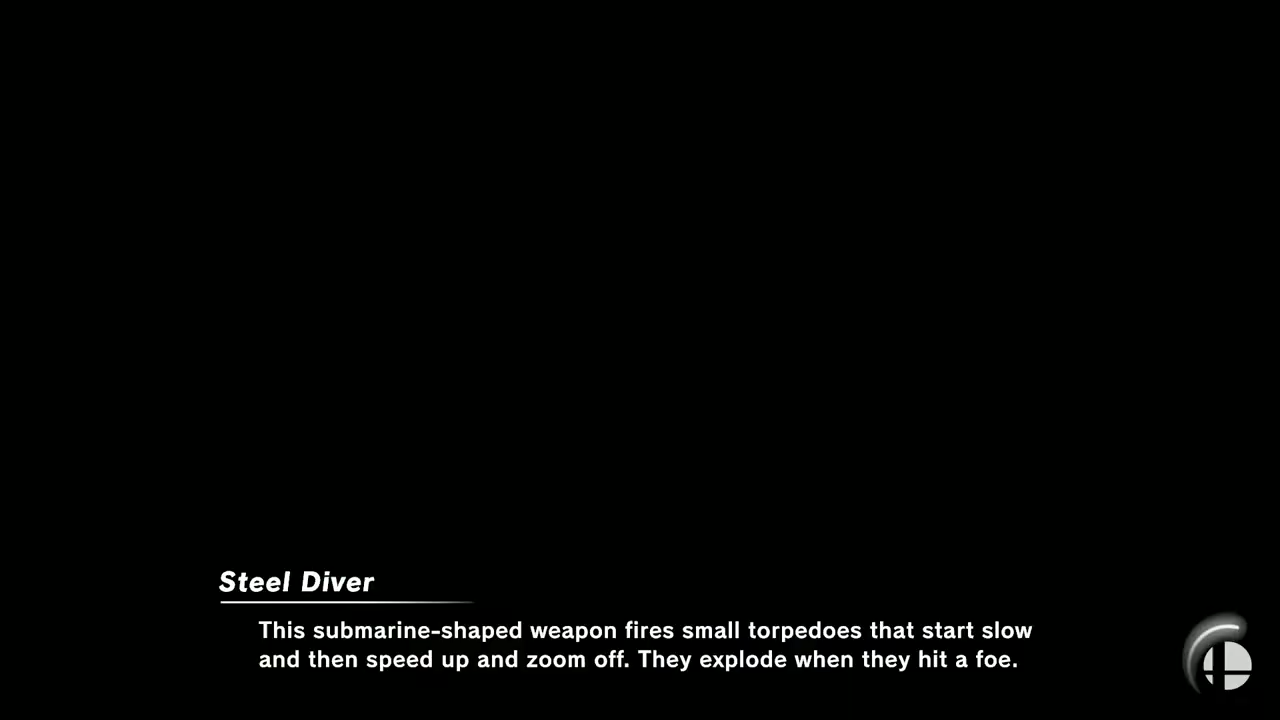 Steel Diver
This submarine-shaped weapon fires small torpedoes that start slow
and then speed up and zoom off. They explode when they hit a foe.